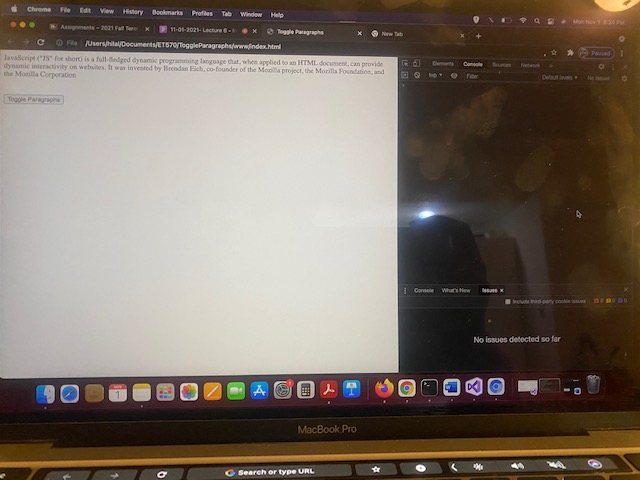 Chrome File Edit View History Bookmarks Profiles Tab Window Help Mon Nov 1
Assignments – 2021 Fall Term 11-01-2021- Lecture 6 - Toggle Paragraphs New Tab
File /Users/hilal/Documents/ET570/ToggleParagraphs/www/index.html Paused
JavaScript ("JS" for short) is a full-fledged dynamic programming language that, when applied to an HTML document, can provide
dynamic interactivity on websites. It was invented by Brendan Eich, co-founder of the Mozilla project, the Mozilla Foundation, and
the Mozilla Corporation
Toggle Paragraphs
Elements Console Sources Network
top Filter Default levels No Issues
Console What's New Issues
Include third-party cookie issues
No issues detected so far
NOV
1
MacBook Pro
Search or type URL